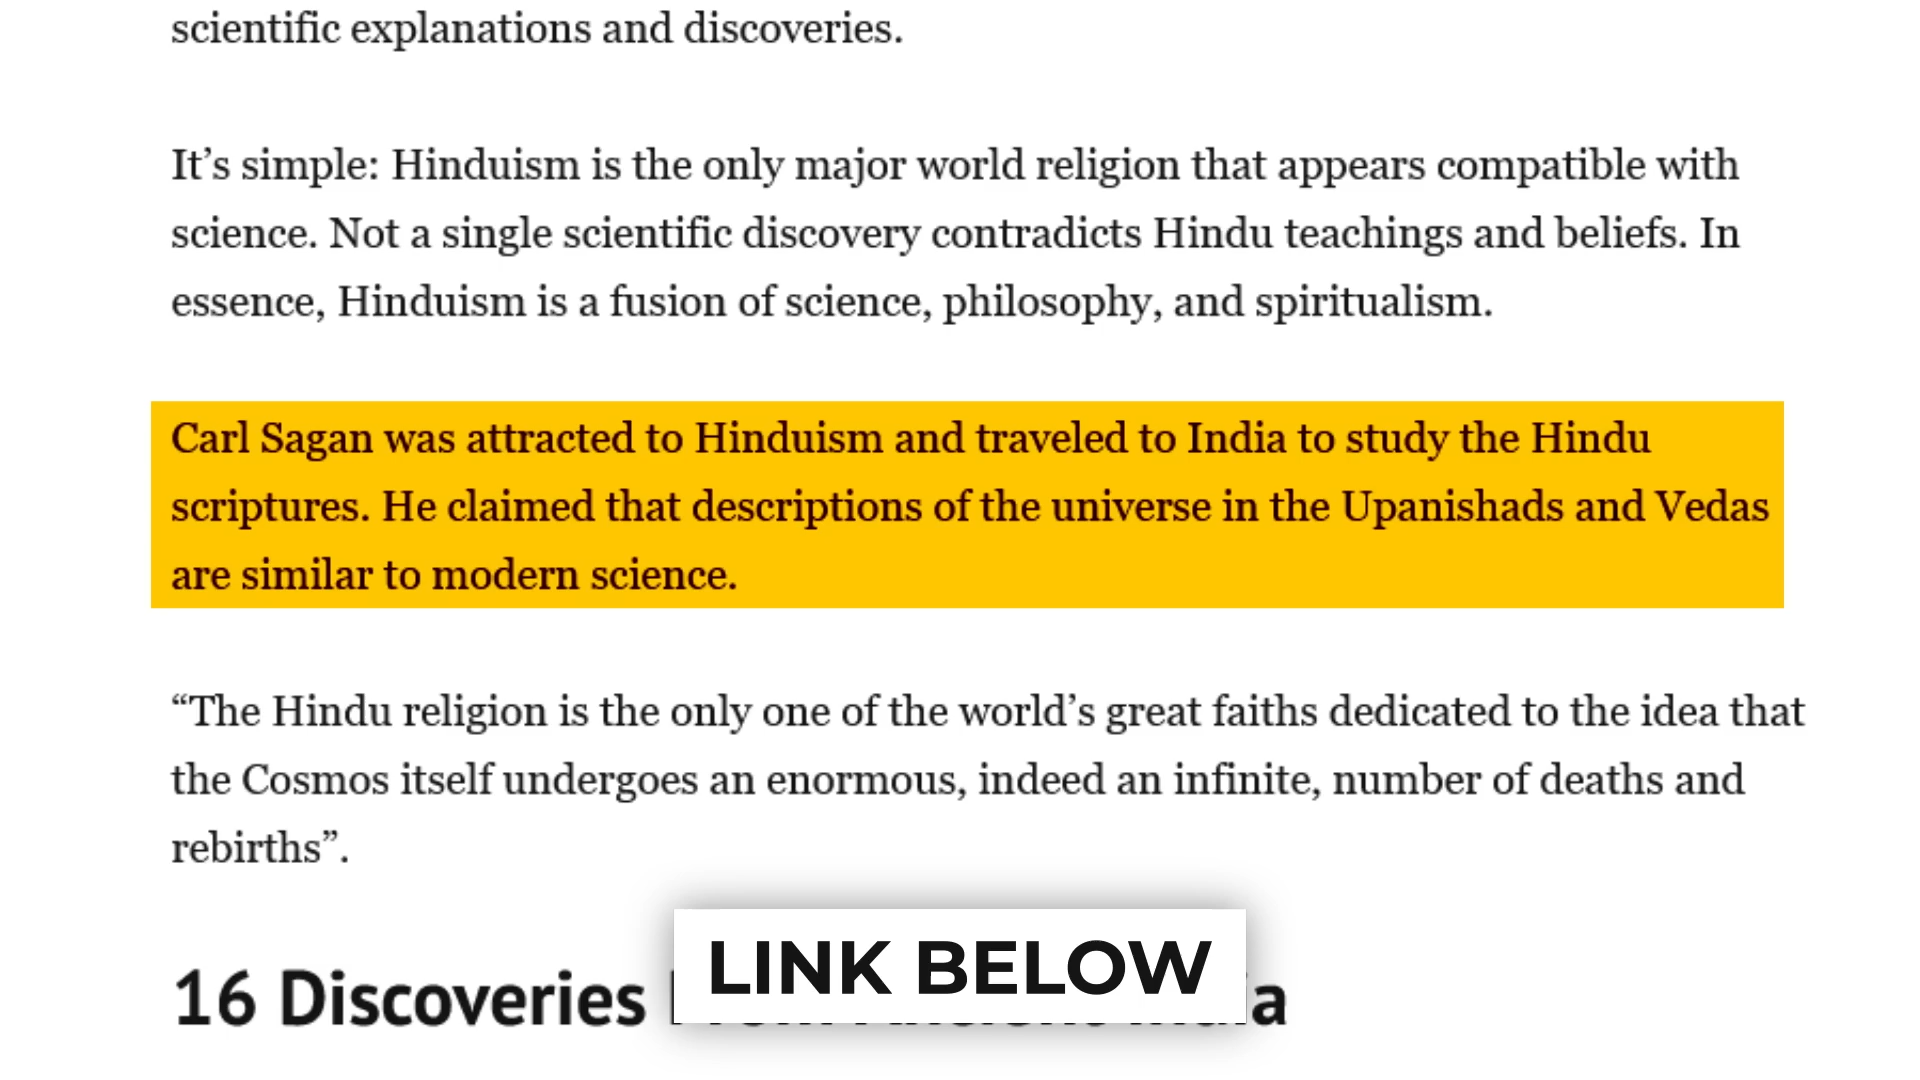 scientific explanations and discoveries.
It’s simple: Hinduism is the only major world religion that appears compatible with
science. Not a single scientific discovery contradicts Hindu teachings and beliefs. In
essence, Hinduism is a fusion of science, philosophy, and spiritualism.
Carl Sagan was attracted to Hinduism and traveled to India to study the Hindu
scriptures. He claimed that descriptions of the universe in the Upanishads and Vedas
are similar to modern science.
“The Hindu religion is the only one of the world’s great faiths dedicated to the idea that
the Cosmos itself undergoes an enormous, indeed an infinite, number of deaths and
rebirths”.
16 Discoveries
LINK BELOW